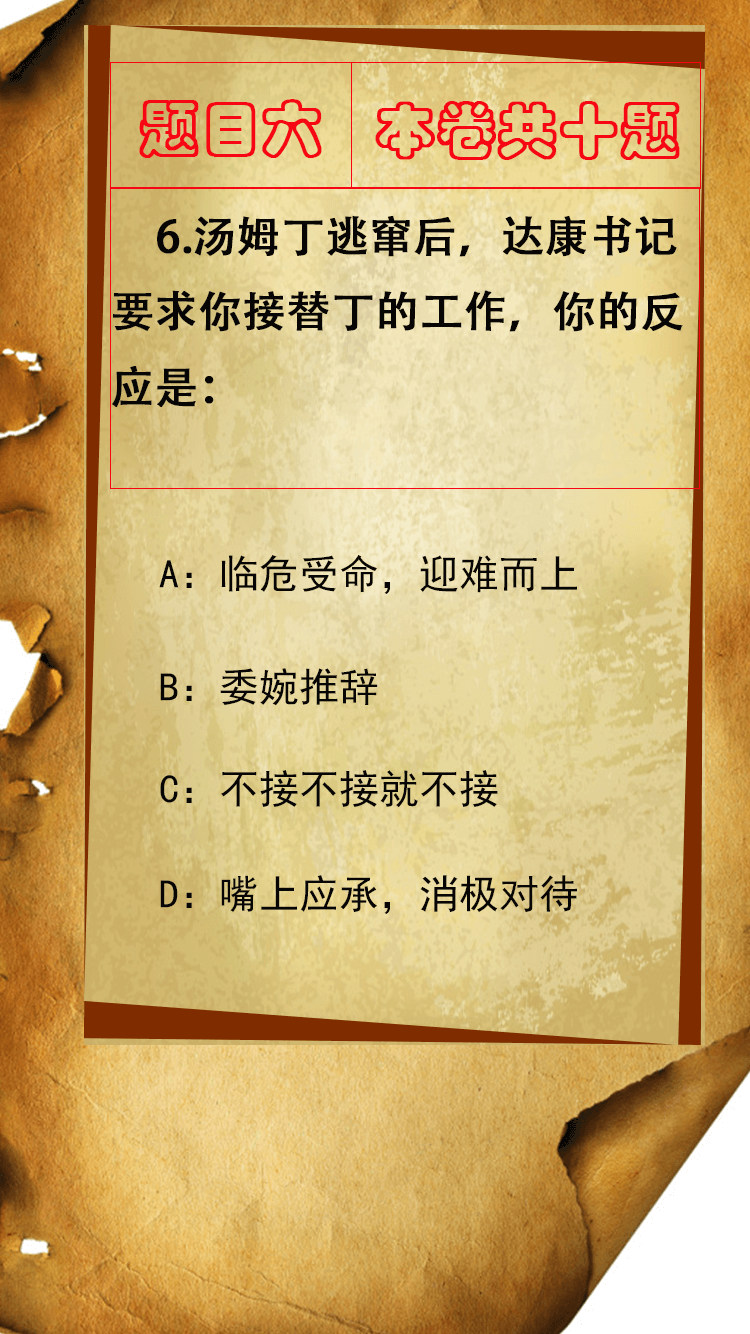 题目六 本卷共十题
6.汤姆丁逃窜后，达康书记
要求你接替丁的工作，你的反
应是：
A：临危受命，迎难而上
B：委婉推辞
C：不接不接就不接
D：嘴上应承，消极对待